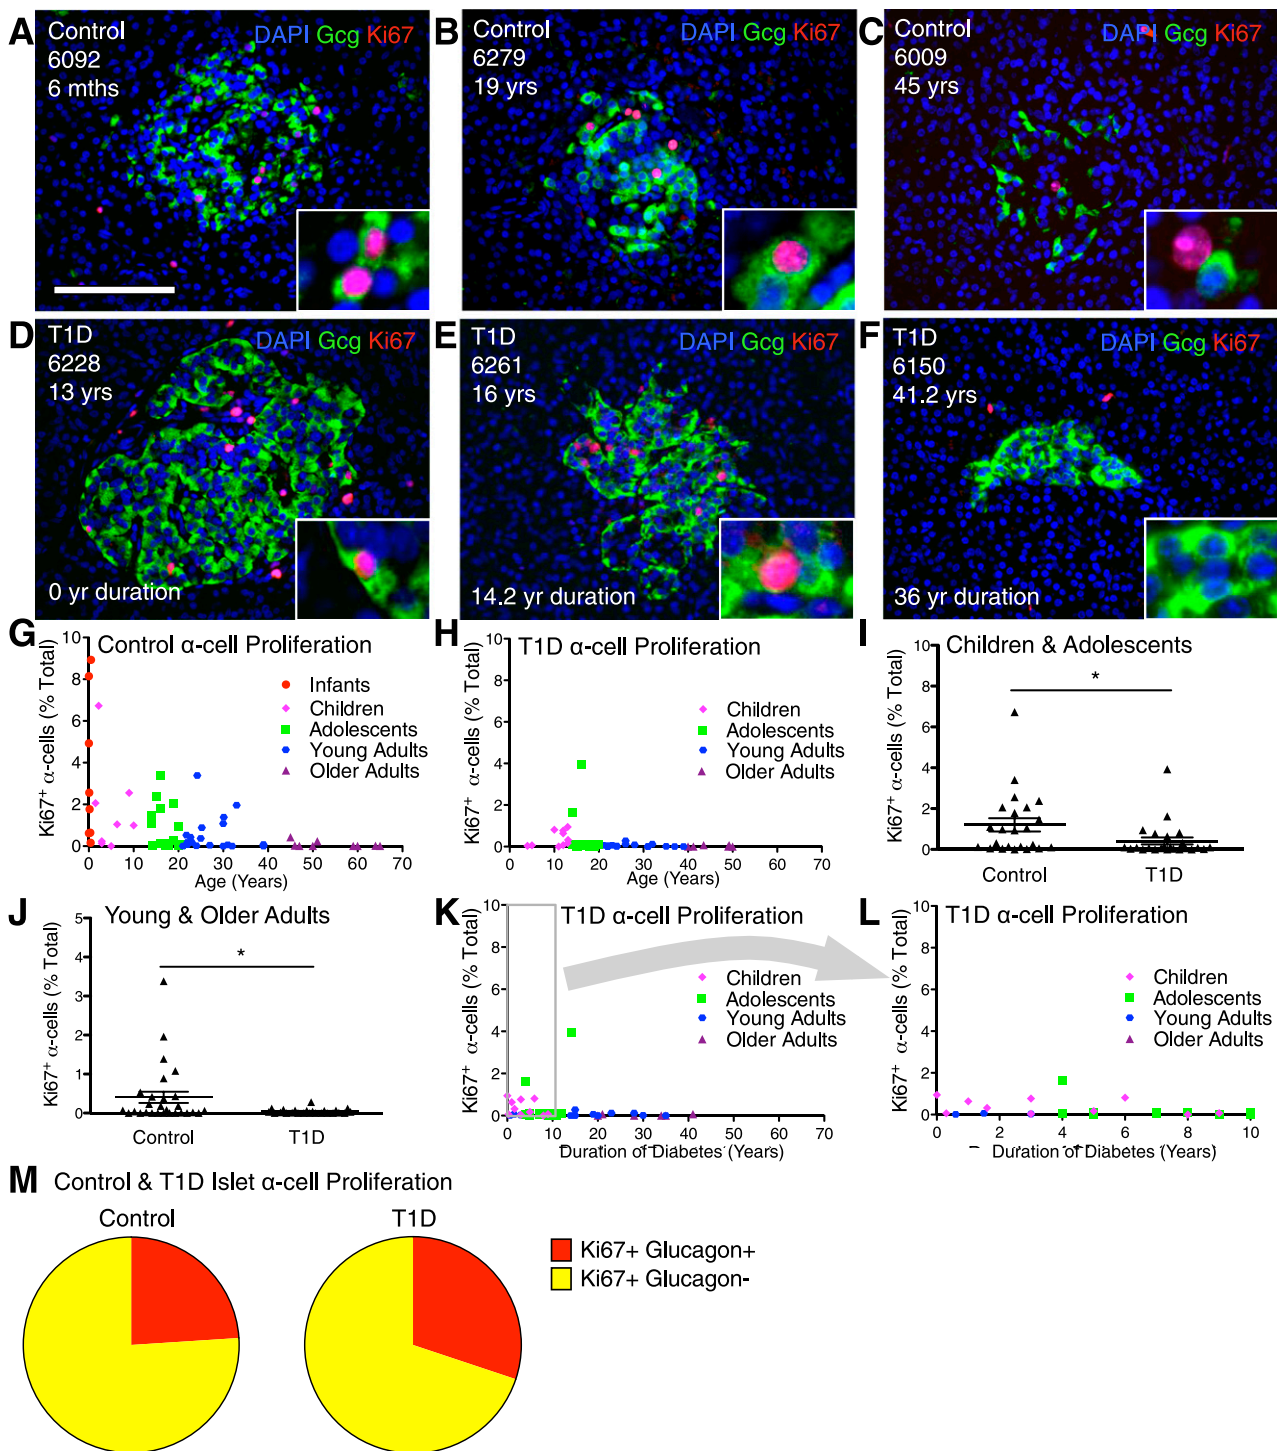 A
Control
6092
6 mths
DAPI Gcg Ki67
B
Control
6279
19 yrs
DAPI Gcg Ki67
C
Control
6009
45 yrs
DAPI Gcg Ki67
D
T1D
6228
13 yrs
DAPI Gcg Ki67
0 yr duration
E
T1D
6261
16 yrs
DAPI Gcg Ki67
14.2 yr duration
F
T1D
6150
41.2 yrs
DAPI Gcg Ki67
36 yr duration
G
Control α-cell Proliferation
Ki67⁺ α-cells (% Total)
10
8
6
4
2
0
Infants
Children
Adolescents
Young Adults
Older Adults
0 10 20 30 40 50 60 70
Age (Years)
H
T1D α-cell Proliferation
Ki67⁺ α-cells (% Total)
10
8
6
4
2
0
Children
Adolescents
Young Adults
Older Adults
0 10 20 30 40 50 60 70
Age (Years)
I
Children & Adolescents
Ki67⁺ α-cells (% Total)
10
8
6
4
2
0
*
Control T1D
J
Young & Older Adults
Ki67⁺ α-cells (% Total)
5
4
3
2
1
0
*
Control T1D
K
T1D α-cell Proliferation
Ki67⁺ α-cells (% Total)
10
8
6
4
2
0
Children
Adolescents
Young Adults
Older Adults
0 10 20 30 40 50 60 70
Duration of Diabetes (Years)
L
T1D α-cell Proliferation
Ki67⁺ α-cells (% Total)
10
8
6
4
2
0
Children
Adolescents
Young Adults
Older Adults
0 2 4 6 8 10
Duration of Diabetes (Years)
M
Control & T1D Islet α-cell Proliferation
Control
T1D
Ki67+ Glucagon+
Ki67+ Glucagon-